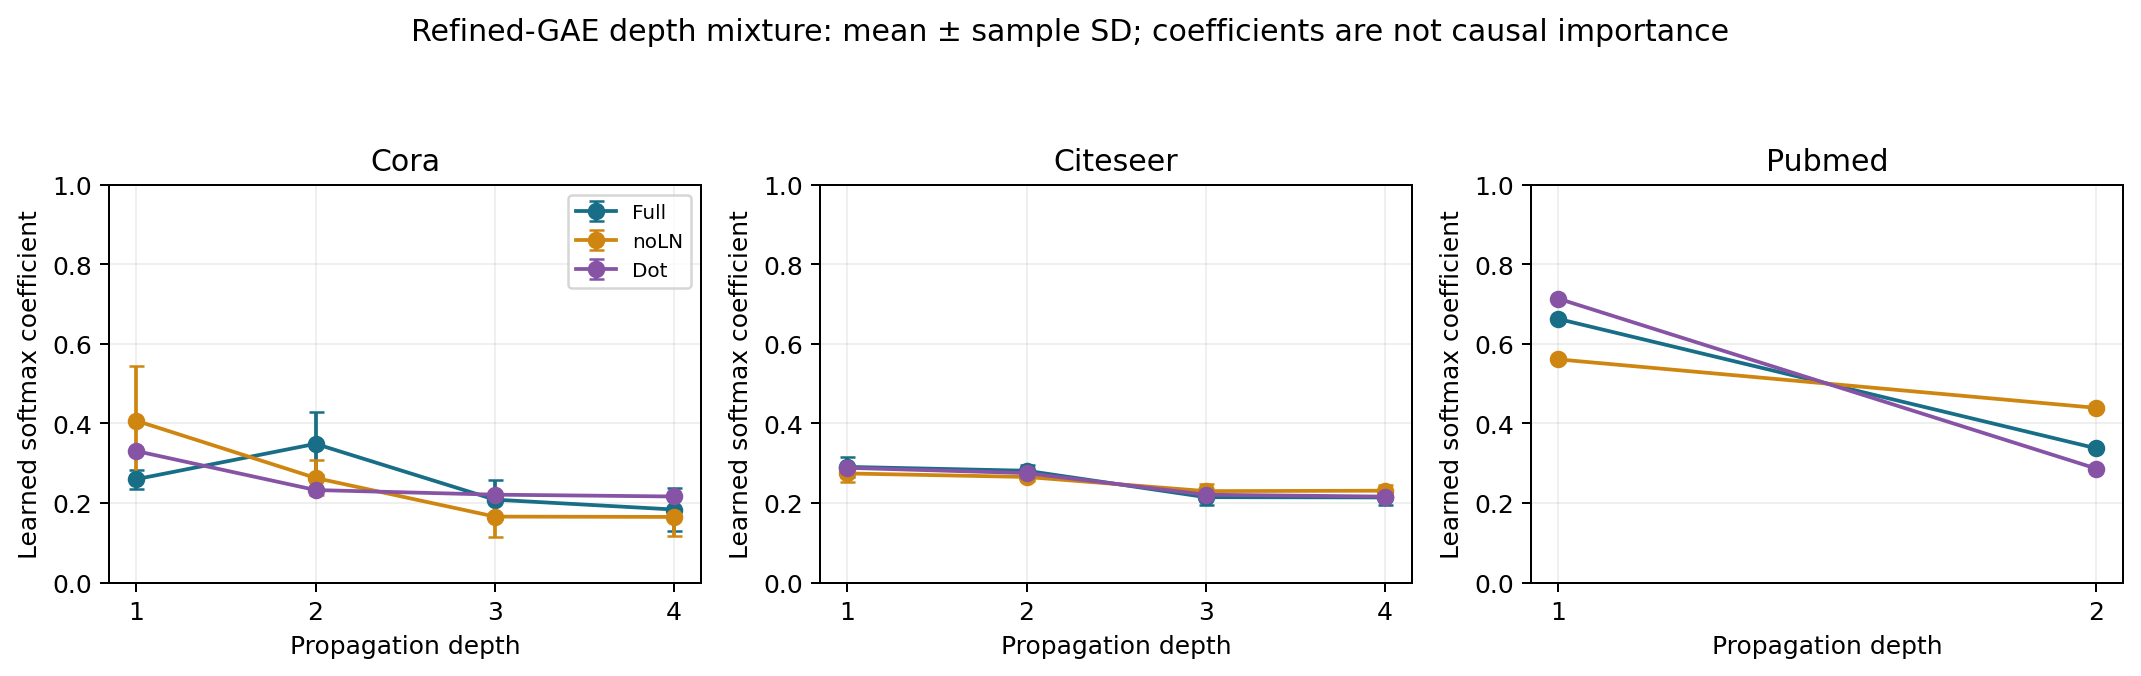 Refined-GAE depth mixture: mean ± sample SD; coefficients are not causal importance
Cora
Learned softmax coefficient
1.0
0.8
0.6
0.4
0.2
0.0
Full
noLN
Dot
1 2 3 4
Propagation depth
Citeseer
Learned softmax coefficient
1.0
0.8
0.6
0.4
0.2
0.0
1 2 3 4
Propagation depth
Pubmed
Learned softmax coefficient
1.0
0.8
0.6
0.4
0.2
0.0
1 2
Propagation depth